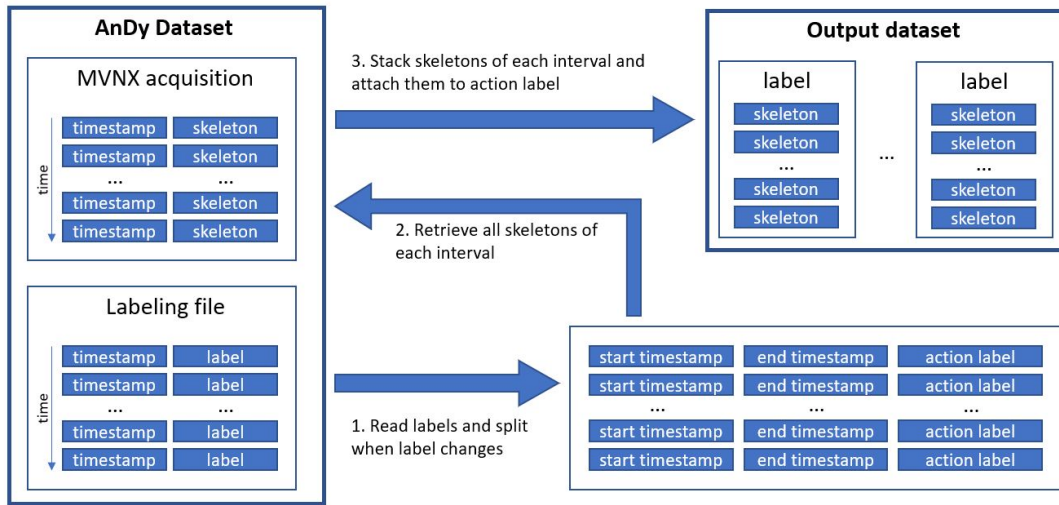 AnDy Dataset
MVNX acquisition
time
timestamp skeleton
timestamp skeleton
... ...
timestamp skeleton
timestamp skeleton
Labeling file
time
timestamp label
timestamp label
... ...
timestamp label
timestamp label
3. Stack skeletons of each interval and
attach them to action label
2. Retrieve all skeletons of
each interval
1. Read labels and split
when label changes
Output dataset
label
skeleton
skeleton
...
skeleton
skeleton
...
label
skeleton
skeleton
...
skeleton
skeleton
start timestamp end timestamp action label
start timestamp end timestamp action label
... ... ...
start timestamp end timestamp action label
start timestamp end timestamp action label